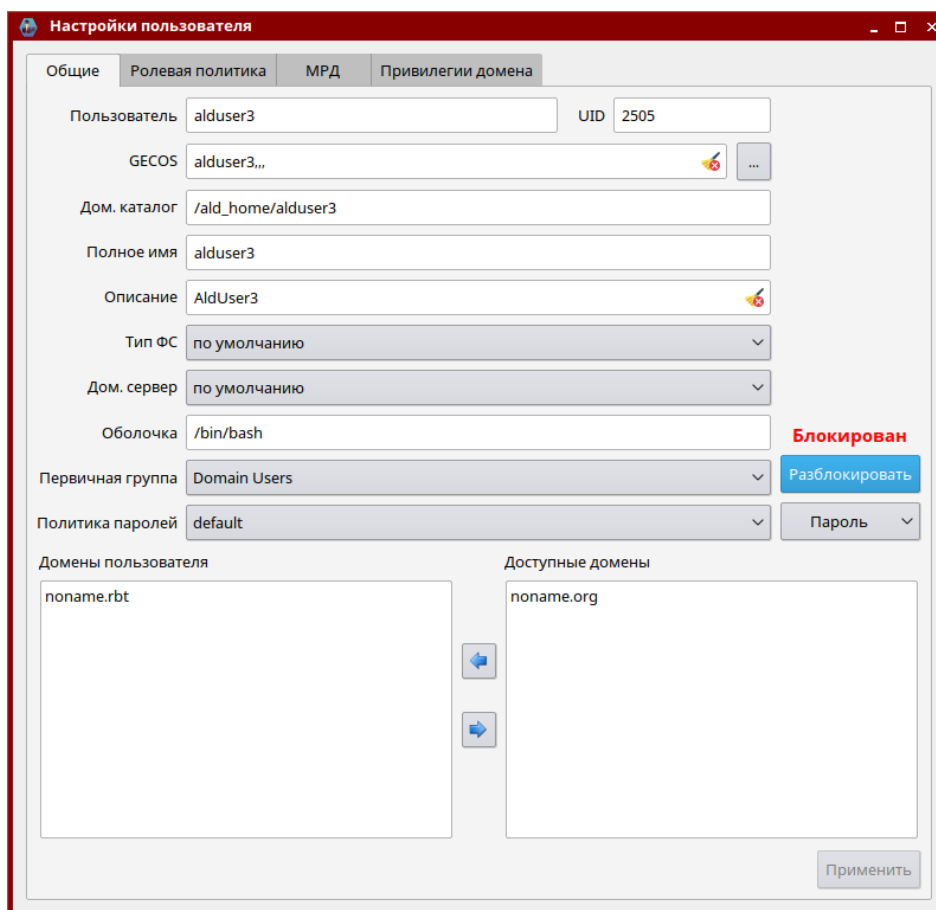 Настройки пользователя
Общие Ролевая политика МРД Привилегии домена
Пользователь alduser3 UID 2505
GECOS alduser3,,, ...
Дом. каталог /ald_home/alduser3
Полное имя alduser3
Описание AldUser3
Тип ФС по умолчанию
Дом. сервер по умолчанию
Оболочка /bin/bash Блокирован
Первичная группа Domain Users Разблокировать
Политика паролей default Пароль
Домены пользователя Доступные домены
noname.rbt noname.org
Применить